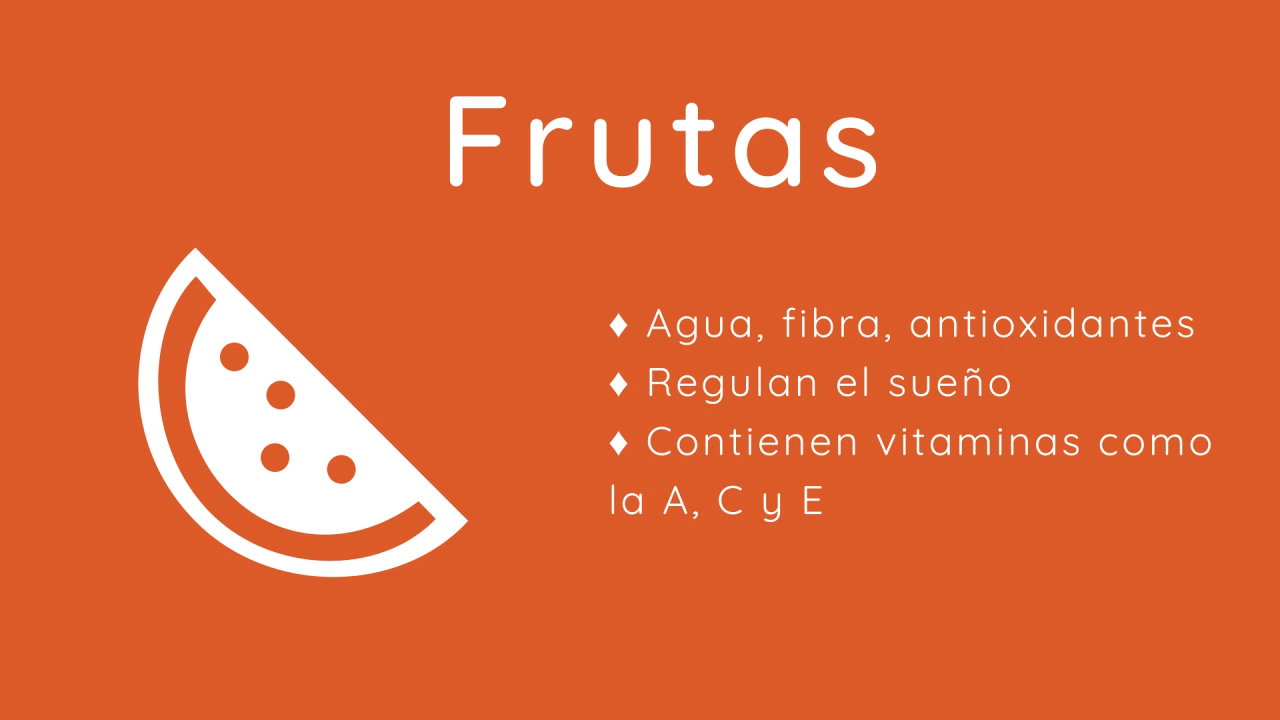 Frutas
♦ Agua, fibra, antioxidantes
♦ Regulan el sueño
♦ Contienen vitaminas como
la A, C y E